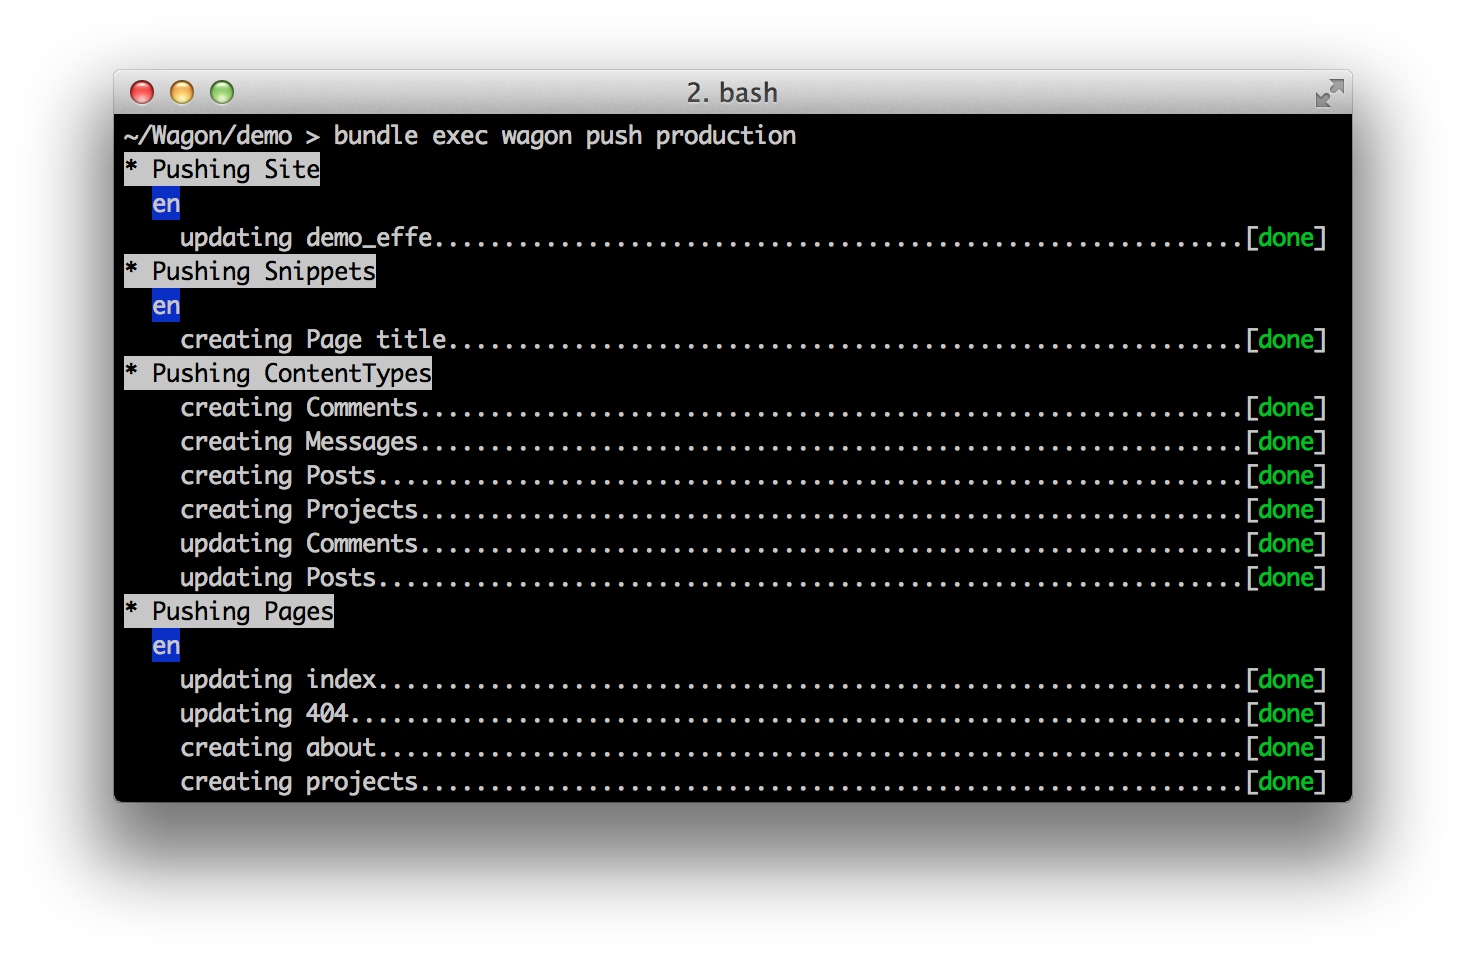 2. bash
~/Wagon/demo > bundle exec wagon push production
* Pushing Site
en
updating demo_effe..........................................................[done]
* Pushing Snippets
en
creating Page title.........................................................[done]
* Pushing ContentTypes
creating Comments...........................................................[done]
creating Messages...........................................................[done]
creating Posts..............................................................[done]
creating Projects...........................................................[done]
updating Comments...........................................................[done]
updating Posts..............................................................[done]
* Pushing Pages
en
updating index..............................................................[done]
updating 404................................................................[done]
creating about..............................................................[done]
creating projects...........................................................[done]